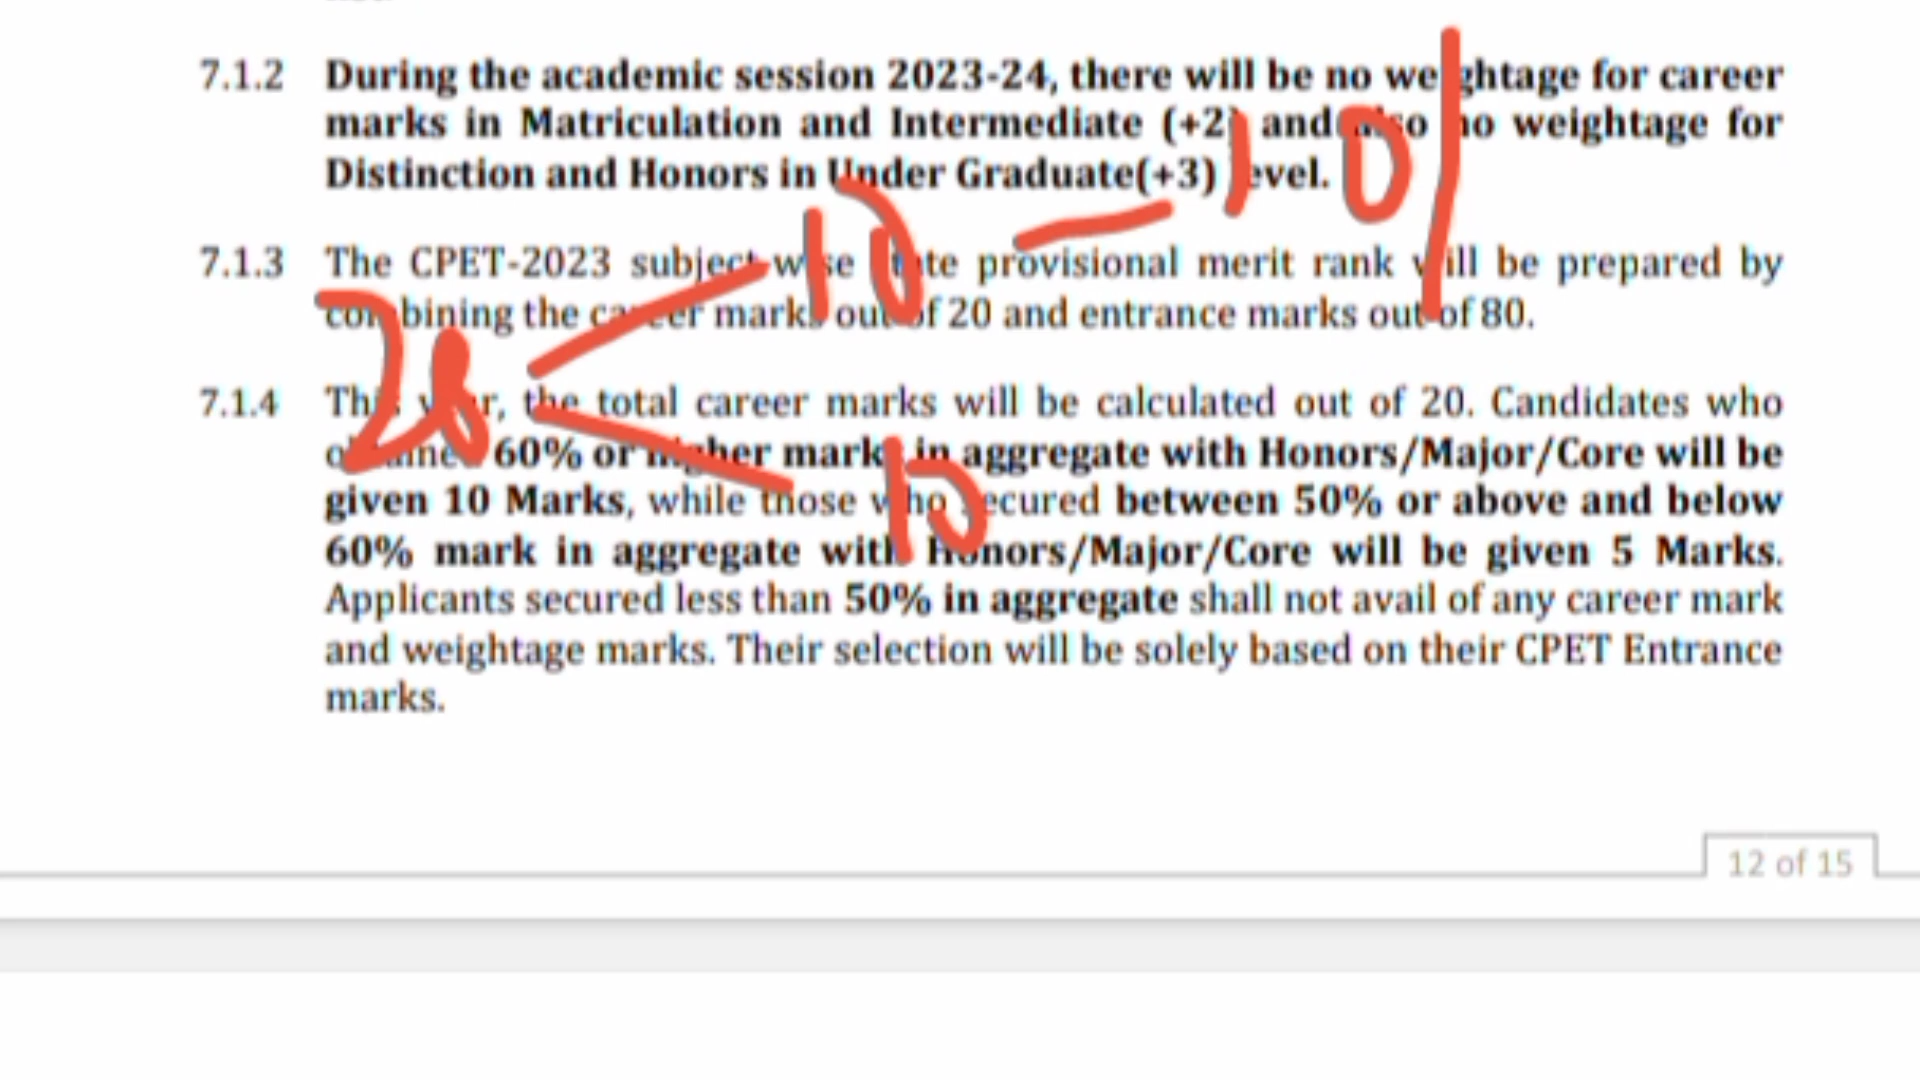 7.1.2 During the academic session 2023-24, there will be no weightage for career
marks in Matriculation and Intermediate (+2) and also no weightage for
Distinction and Honors in Under Graduate(+3) level.
7.1.3 The CPET-2023 subject-wise state provisional merit rank will be prepared by
combining the career marks out of 20 and entrance marks out of 80.
7.1.4 This year, the total career marks will be calculated out of 20. Candidates who
obtained 60% or higher mark in aggregate with Honors/Major/Core will be
given 10 Marks, while those who secured between 50% or above and below
60% mark in aggregate with Honors/Major/Core will be given 5 Marks.
Applicants secured less than 50% in aggregate shall not avail of any career mark
and weightage marks. Their selection will be solely based on their CPET Entrance
marks.
20
10 - 10
10
12 of 15